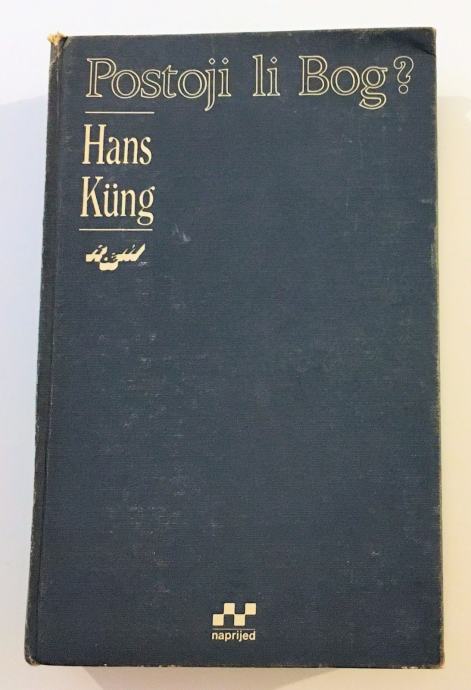 Postoji li Bog?
Hans
Küng
naprijed